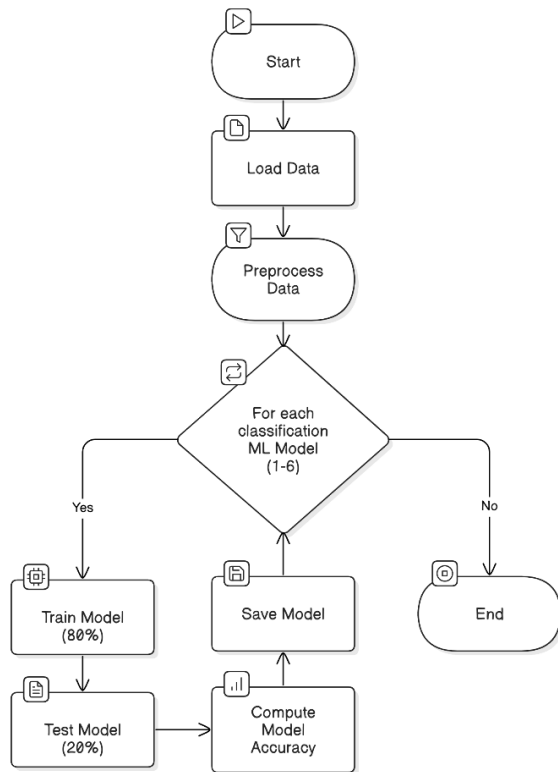 Start
Load Data
Preprocess
Data
For each
classification
ML Model
(1-6)
Yes
No
Train Model
(80%)
Save Model
End
Test Model
(20%)
Compute
Model
Accuracy